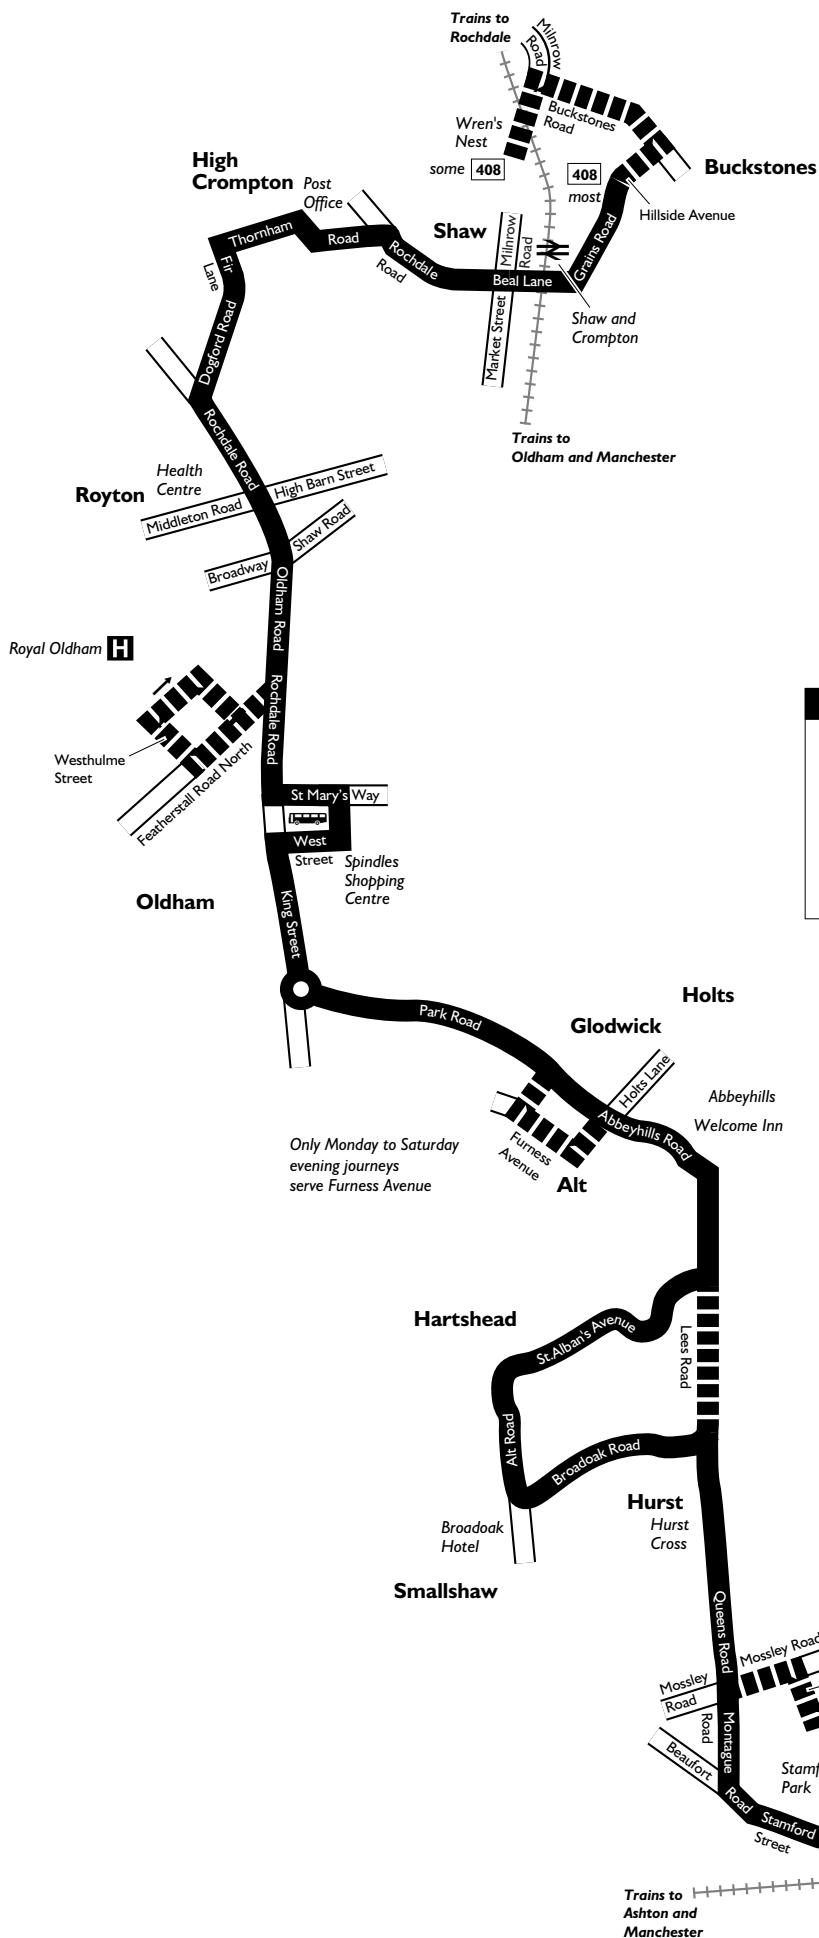 Trains to
Rochdale
Milnrow
Road
Buckstones
Road
Wren's
Nest
some 408
408
most
Buckstones
Hillside Avenue
High
Crompton
Post
Office
Thornham
Road
Fir
Lane
Rochdale
Road
Shaw
Milnrow
Road
Grains Road
Beal Lane
Market Street
Shaw and
Crompton
Dogford Road
Trains to
Oldham and Manchester
Rochdale Road
Health
Centre
Royton
High Barn Street
Middleton Road
Shaw Road
Broadway
Oldham Road
Royal Oldham H
Rochdale Road
Westhulme
Street
Featherstall Road North
St Mary's Way
West
Street
Spindles
Shopping
Centre
Oldham
King Street
Holts
Park Road
Glodwick
Holts Lane
Abbeyhills
Welcome Inn
Abbeyhills Road
Furness
Avenue
Alt
Only Monday to Saturday
evening journeys
serve Furness Avenue
Hartshead
St.Alban's Avenue
Lees Road
Alt Road
Broadoak Road
Hurst
Hurst
Cross
Broadoak
Hotel
Smallshaw
Queens Road
Mossley Road
Mossley
Road
Montague
Road
Beaufort
Road
Stamf
Park
Stamford
Street
Trains to
Ashton and
Manchester